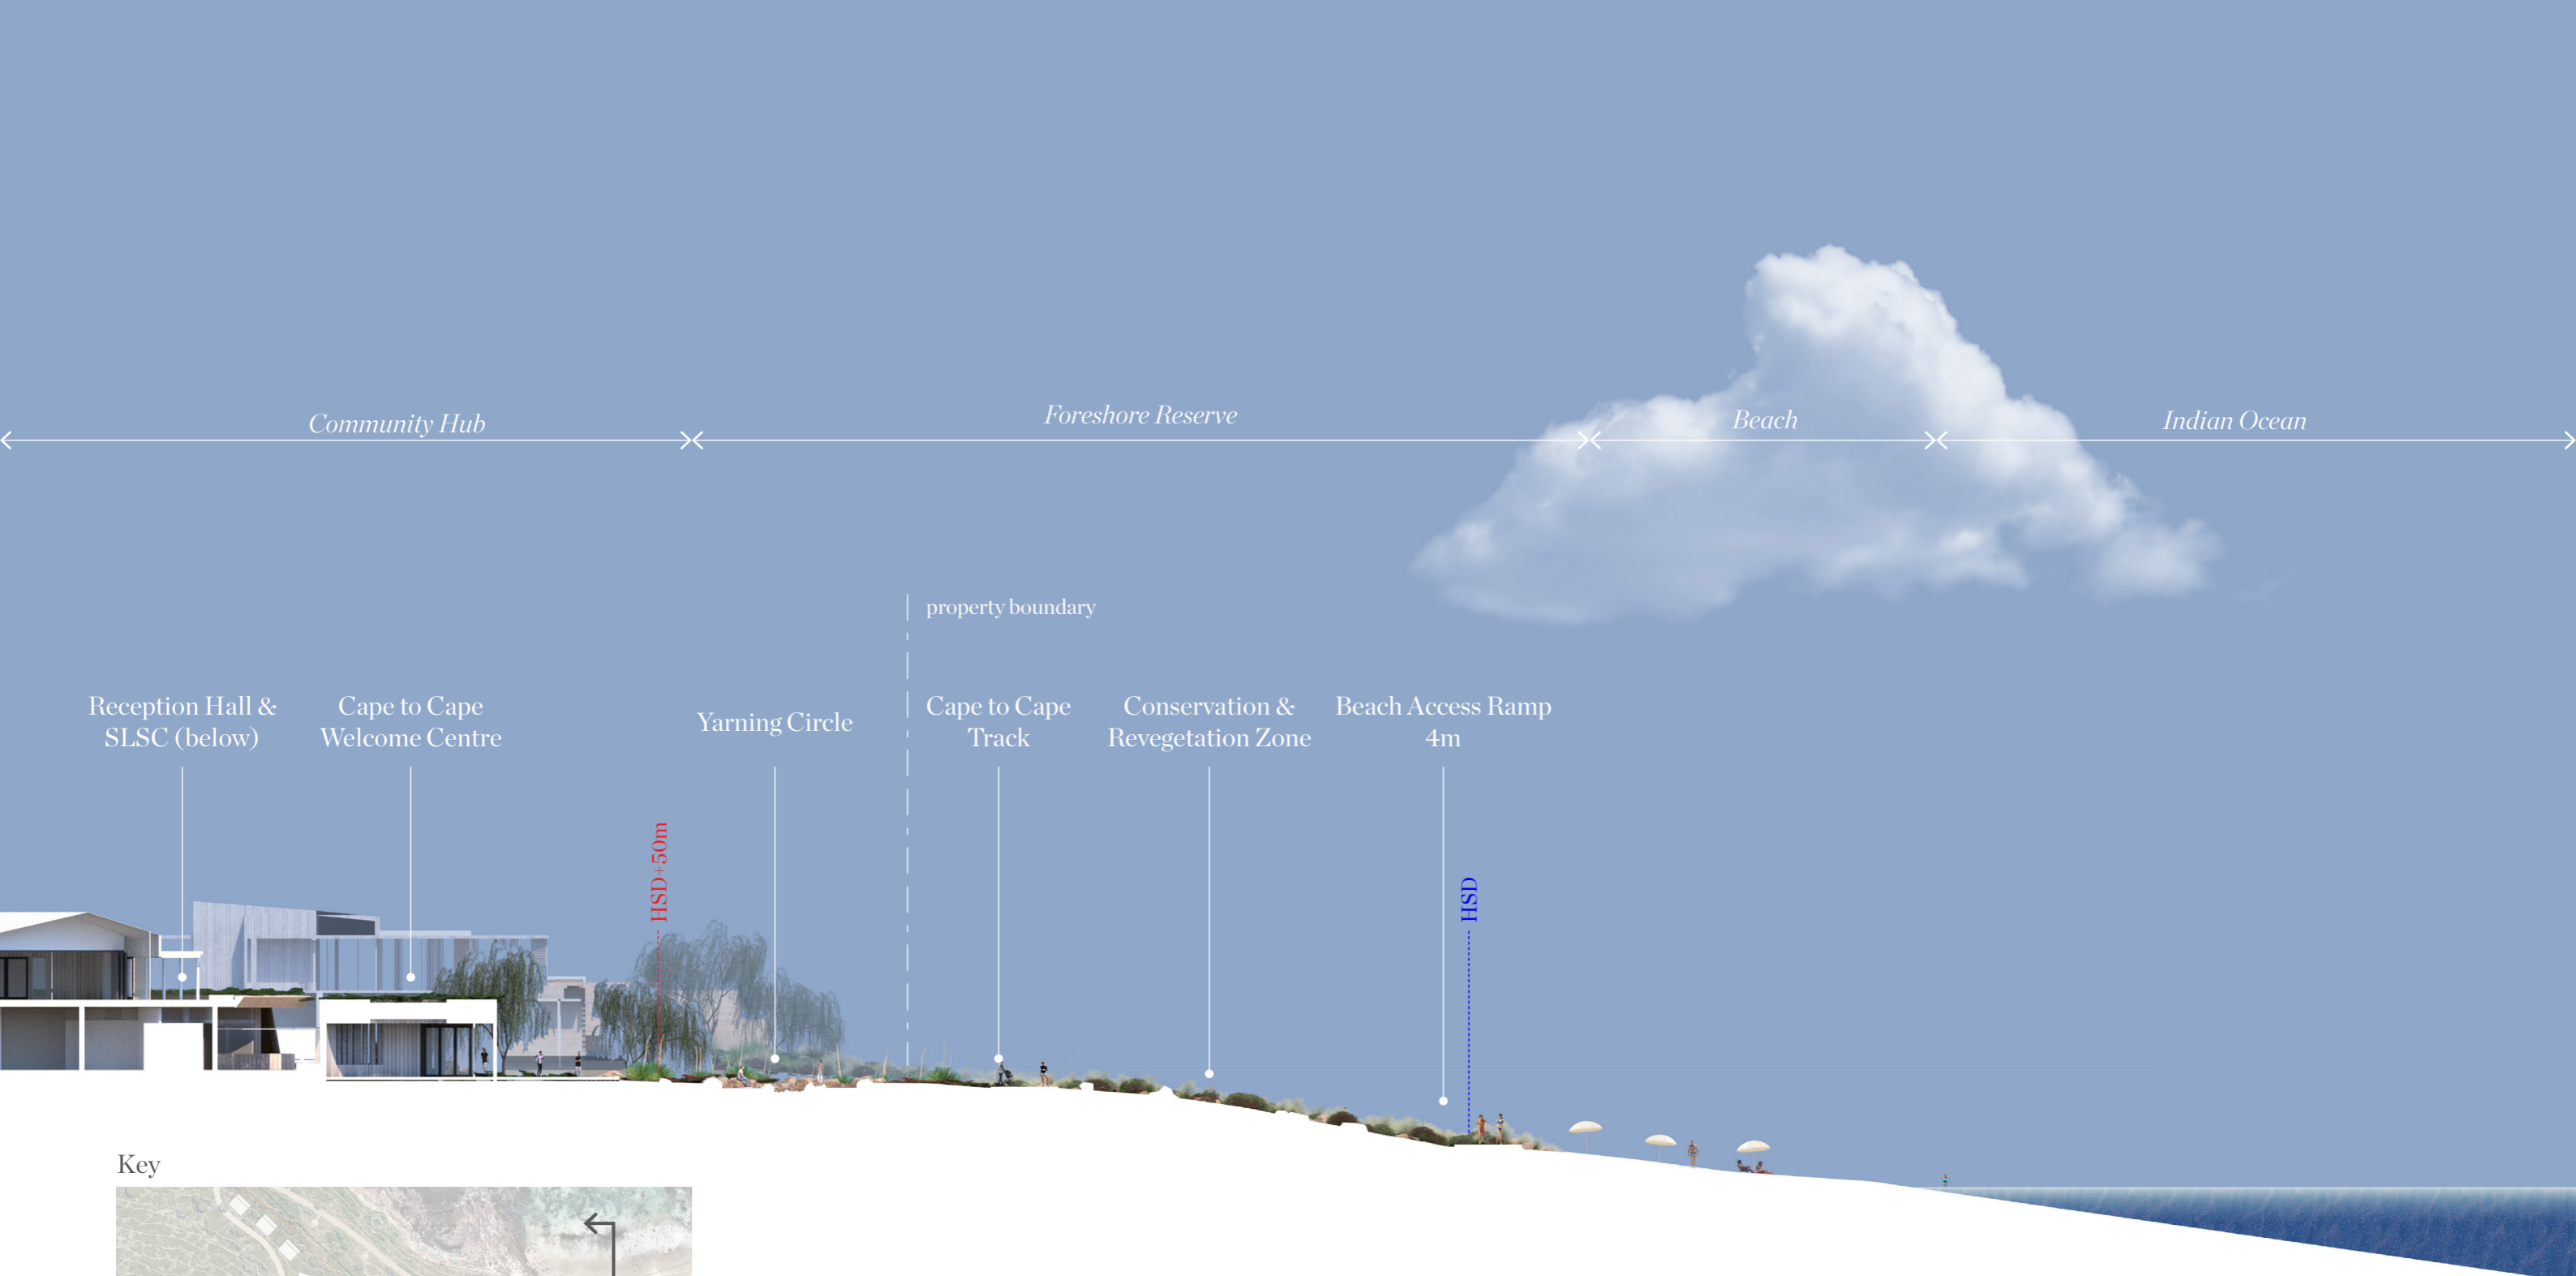 Community Hub
Foreshore Reserve
Beach
Indian Ocean
property boundary
Reception Hall &
SLSC (below)
Cape to Cape
Welcome Centre
Yarning Circle
Cape to Cape
Track
Conservation &
Revegetation Zone
Beach Access Ramp
4m
HSD+50m
HSD
Key